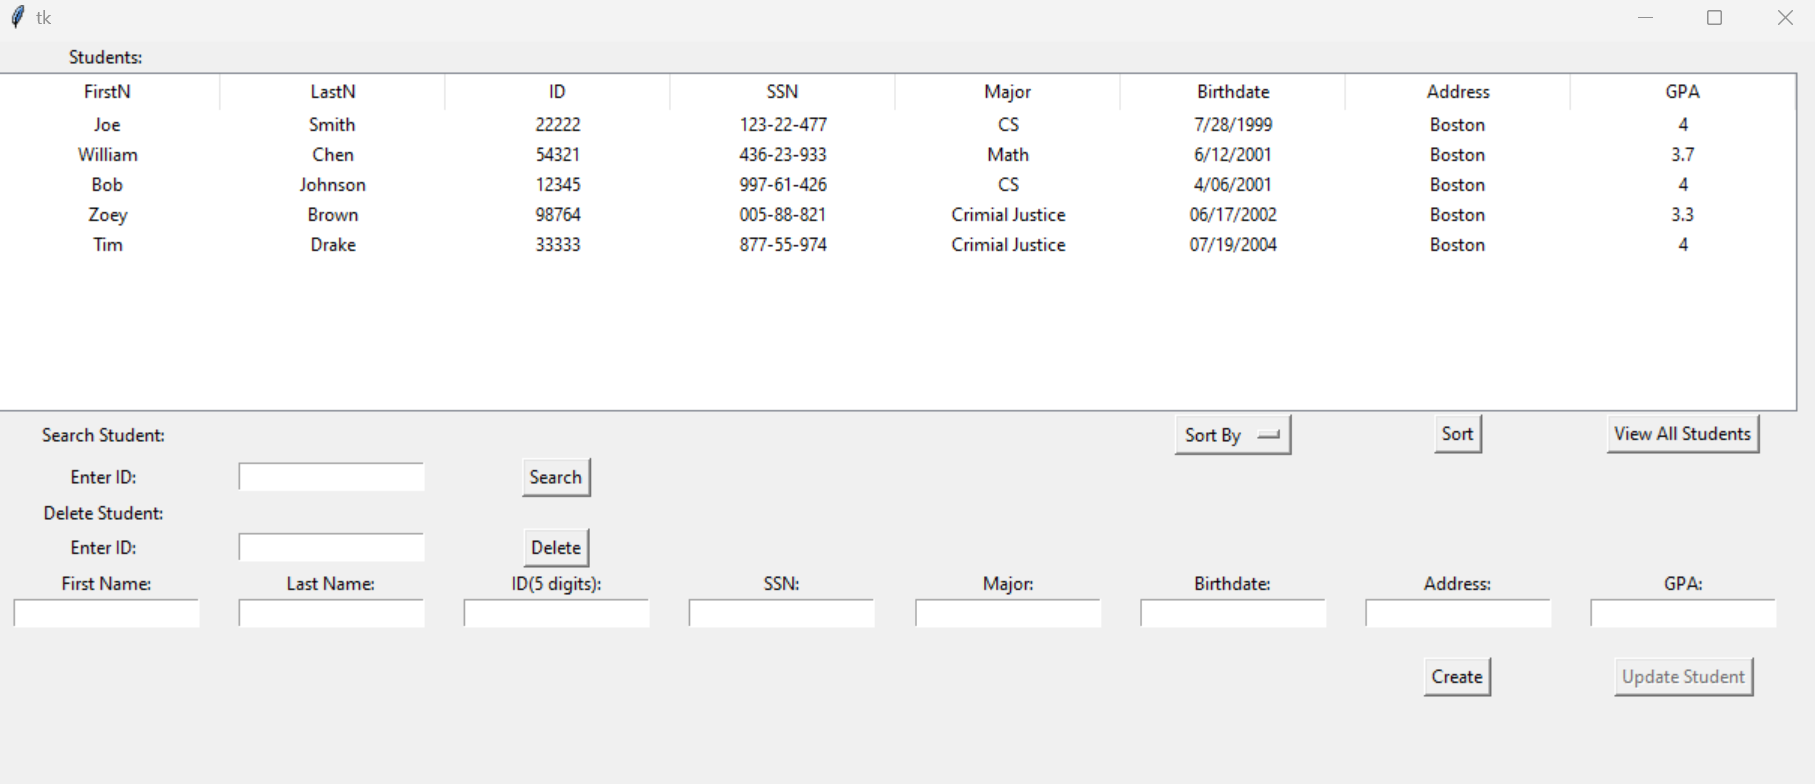 tk
Students:
FirstN LastN ID SSN Major Birthdate Address GPA
Joe Smith 22222 123-22-477 CS 7/28/1999 Boston 4
William Chen 54321 436-23-933 Math 6/12/2001 Boston 3.7
Bob Johnson 12345 997-61-426 CS 4/06/2001 Boston 4
Zoey Brown 98764 005-88-821 Crimial Justice 06/17/2002 Boston 3.3
Tim Drake 33333 877-55-974 Crimial Justice 07/19/2004 Boston 4
Search Student: Sort By Sort View All Students
Enter ID: Search
Delete Student:
Enter ID: Delete
First Name: Last Name: ID(5 digits): SSN: Major: Birthdate: Address: GPA:
Create Update Student